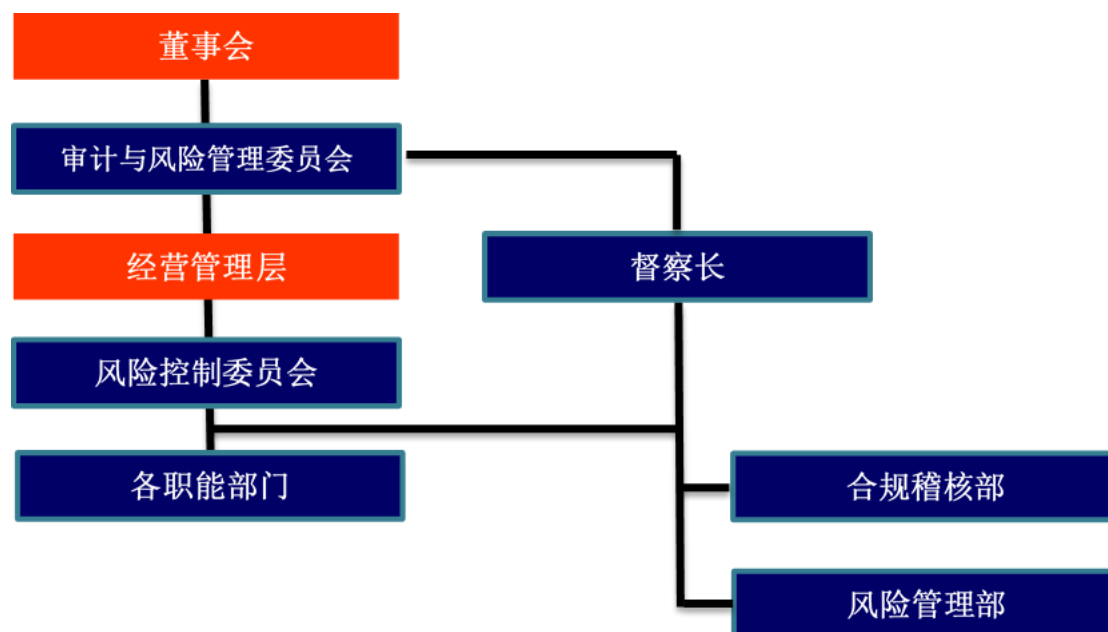 董事会
审计与风险管理委员会
经营管理层
督察长
风险控制委员会
各职能部门
合规稽核部
风险管理部